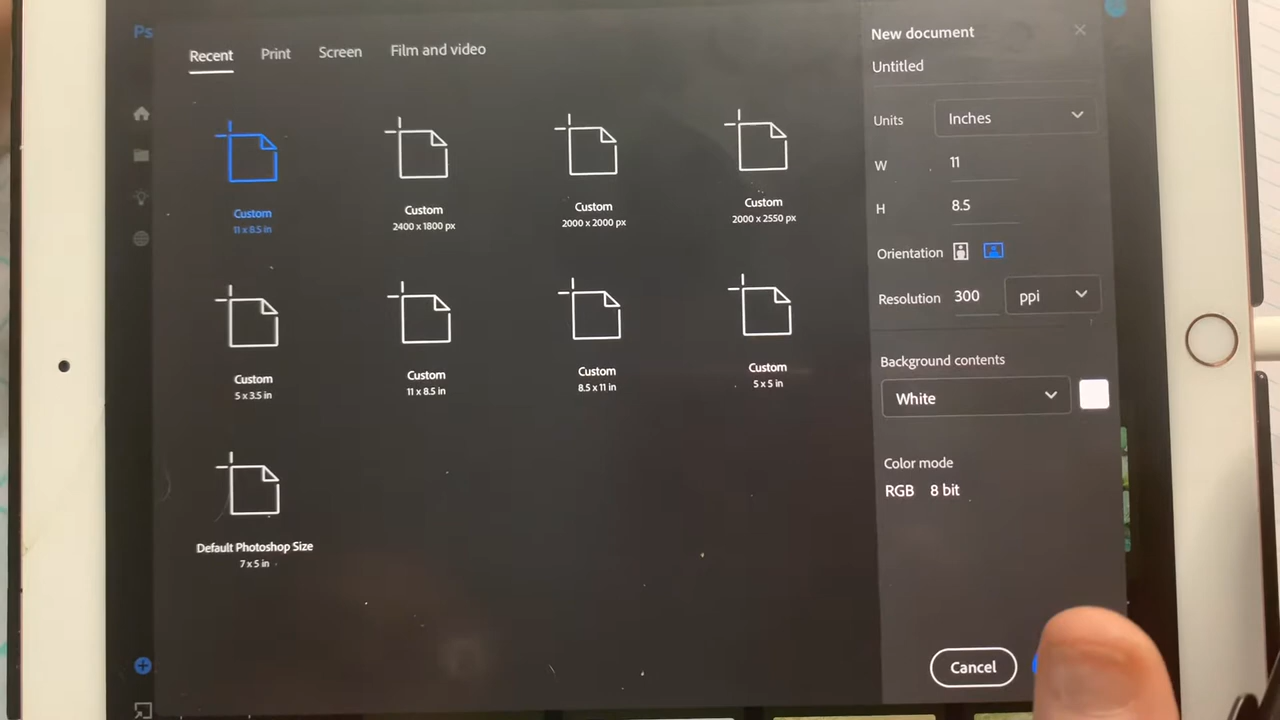 Ps
Recent Print Screen Film and video
Custom
11 x 8.5 in
Custom
2400 x 1800 px
Custom
2000 x 2000 px
Custom
2000 x 2550 px
Custom
5 x 3.5 in
Custom
11 x 8.5 in
Custom
8.5 x 11 in
Custom
5 x 5 in
Default Photoshop Size
7 x 5 in
New document
Untitled
Units Inches
W 11
H 8.5
Orientation
Resolution 300 ppi
Background contents
White
Color mode
RGB 8 bit
Cancel